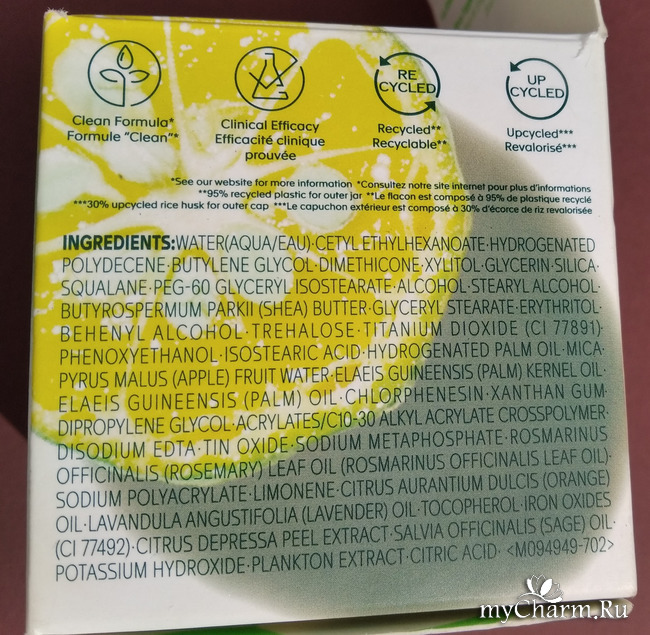 RE
CYCLED
UP
CYCLED
Clean Formula*
Formule "Clean"*
Clinical Efficacy
Efficacité clinique
prouvée
Recycled**
Recyclable**
Upcycled***
Revalorisé***
*See our website for more information *Consultez notre site internet pour plus d'informations
**95% recycled plastic for outer jar **Le flacon est composé à 95% de plastique recyclé
***30% upcycled rice husk for outer cap ***Le capuchon extérieur est composé à 30% d'écorce de riz revalorisée
INGREDIENTS:WATER(AQUA/EAU)·CETYL ETHYLHEXANOATE·HYDROGENATED
POLYDECENE·BUTYLENE GLYCOL·DIMETHICONE·XYLITOL·GLYCERIN·SILICA·
SQUALANE·PEG-60 GLYCERYL ISOSTEARATE·ALCOHOL·STEARYL ALCOHOL·
BUTYROSPERMUM PARKII (SHEA) BUTTER·GLYCERYL STEARATE·ERYTHRITOL·
BEHENYL ALCOHOL·TREHALOSE·TITANIUM DIOXIDE (CI 77891)·
PHENOXYETHANOL·ISOSTEARIC ACID·HYDROGENATED PALM OIL·MICA·
PYRUS MALUS (APPLE) FRUIT WATER·ELAEIS GUINEENSIS (PALM) KERNEL OIL·
ELAEIS GUINEENSIS (PALM) OIL·CHLORPHENESIN·XANTHAN GUM·
DIPROPYLENE GLYCOL·ACRYLATES/C10-30 ALKYL ACRYLATE CROSSPOLYMER·
DISODIUM EDTA·TIN OXIDE·SODIUM METAPHOSPHATE·ROSMARINUS
OFFICINALIS (ROSEMARY) LEAF OIL (ROSMARINUS OFFICINALIS LEAF OIL)·
SODIUM POLYACRYLATE·LIMONENE·CITRUS AURANTIUM DULCIS (ORANGE)
OIL·LAVANDULA ANGUSTIFOLIA (LAVENDER) OIL·TOCOPHEROL·IRON OXIDES
(CI 77492)·CITRUS DEPRESSA PEEL EXTRACT·SALVIA OFFICINALIS (SAGE) OIL·
POTASSIUM HYDROXIDE·PLANKTON EXTRACT·CITRIC ACID· <M094949-702>
myCharm.Ru